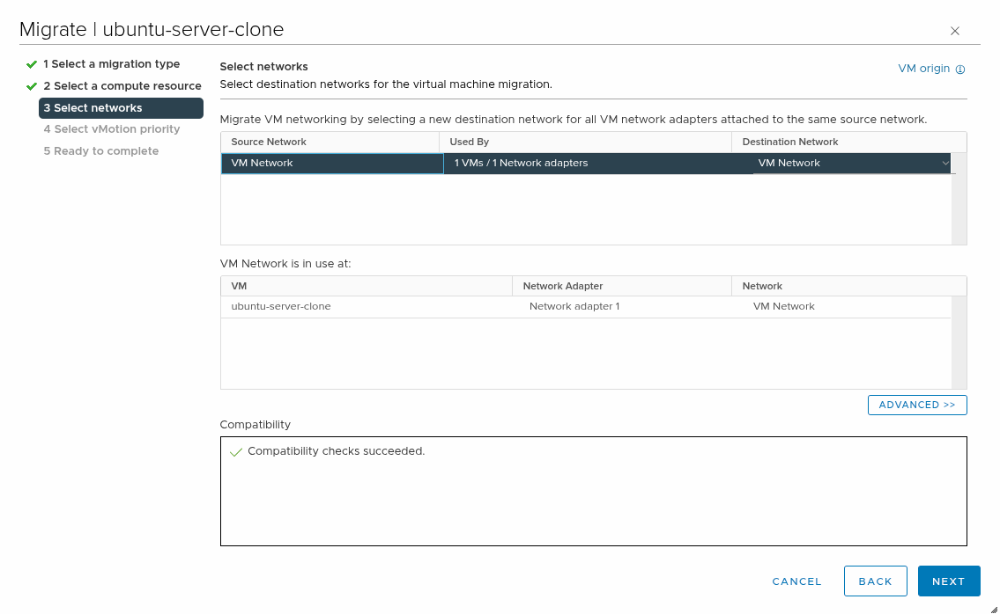 Migrate | ubuntu-server-clone
1 Select a migration type
2 Select a compute resource
3 Select networks
4 Select vMotion priority
5 Ready to complete
Select networks
VM origin
Select destination networks for the virtual machine migration.
Migrate VM networking by selecting a new destination network for all VM network adapters attached to the same source network.
Source Network Used By Destination Network
VM Network 1 VMs / 1 Network adapters VM Network
VM Network is in use at:
VM Network Adapter Network
ubuntu-server-clone Network adapter 1 VM Network
ADVANCED >>
Compatibility
Compatibility checks succeeded.
CANCEL BACK NEXT